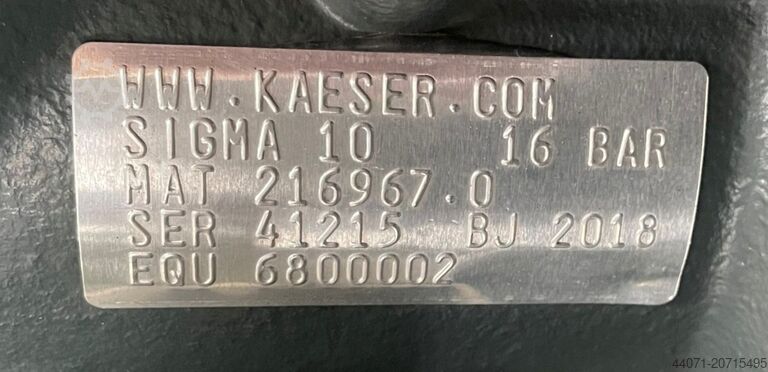 WWW.KAESER.COM
SIGMA 10 16 BAR
MAT 216967.0
SER 41215 BJ 2018
EQU 6800002
44071-20715495